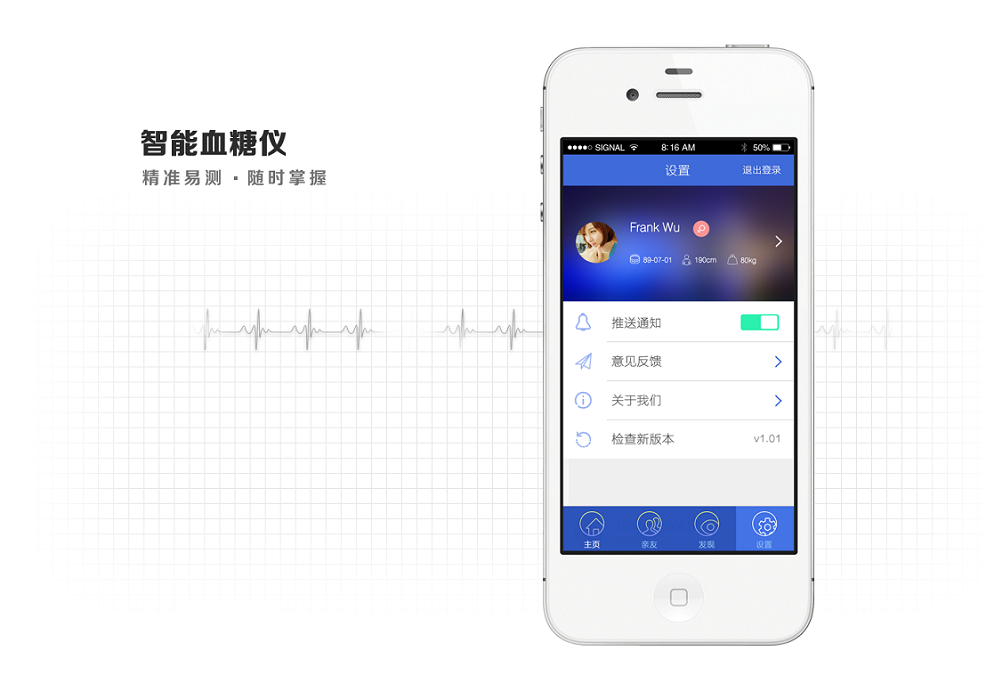 智能血糖仪
精准易测·随时掌握
SIGNAL 8:16 AM 50%
设置 退出登录
Frank Wu
89-07-01 190cm 80kg
推送通知
意见反馈
关于我们
检查新版本 v1.01
主页 亲友 发现 设置